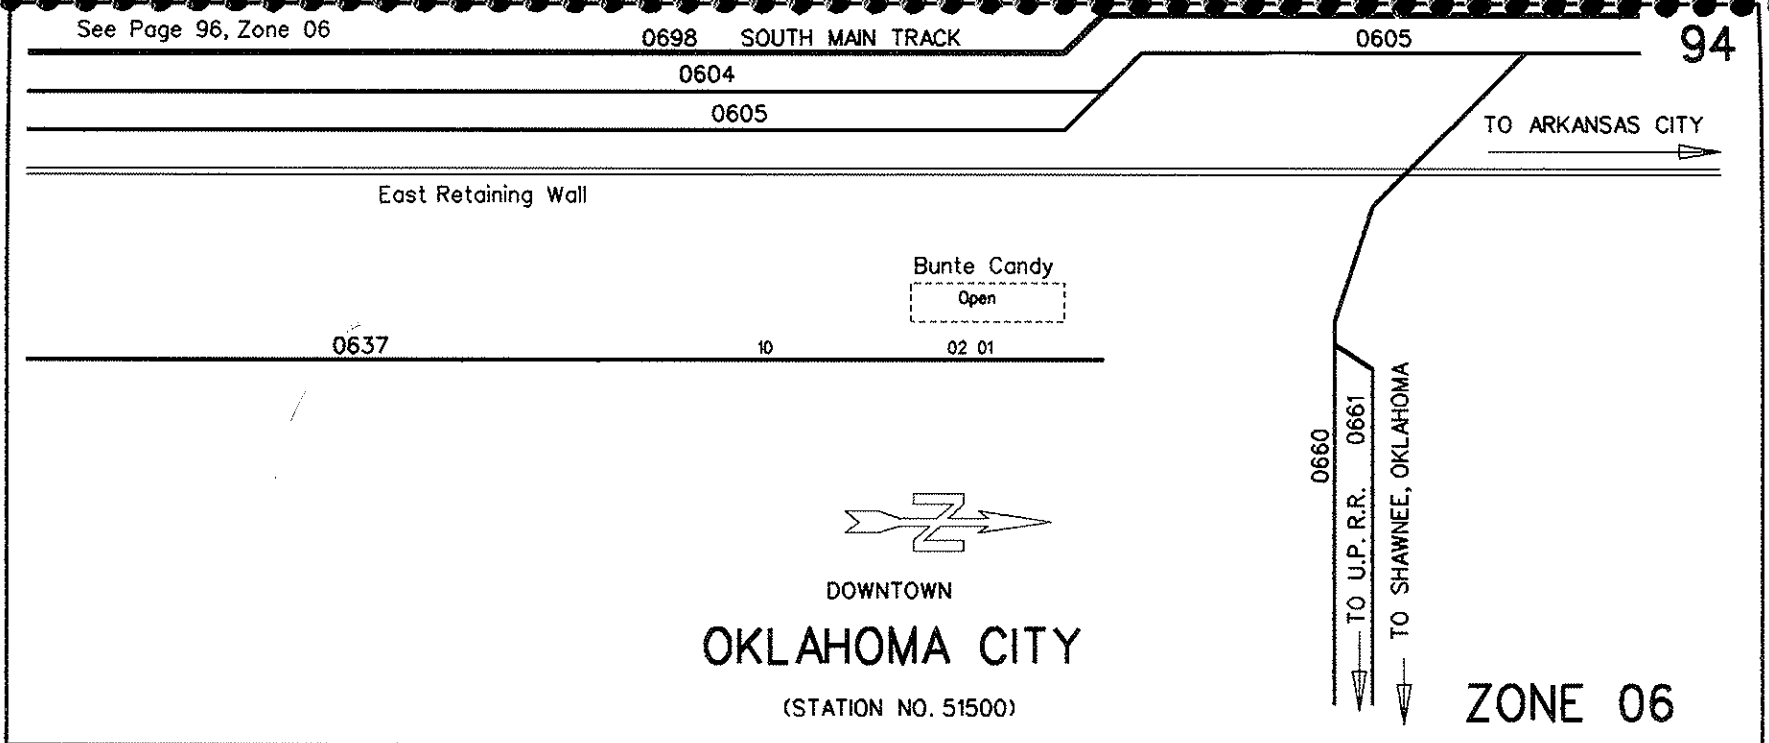 See Page 96, Zone 06
0698 SOUTH MAIN TRACK
0605
94
0604
0605
TO ARKANSAS CITY
East Retaining Wall
Bunte Candy
Open
0637
10
02 01
0660
TO U.P. R.R. 0661
TO SHAWNEE, OKLAHOMA
N
DOWNTOWN
OKLAHOMA CITY
(STATION NO. 51500)
ZONE 06